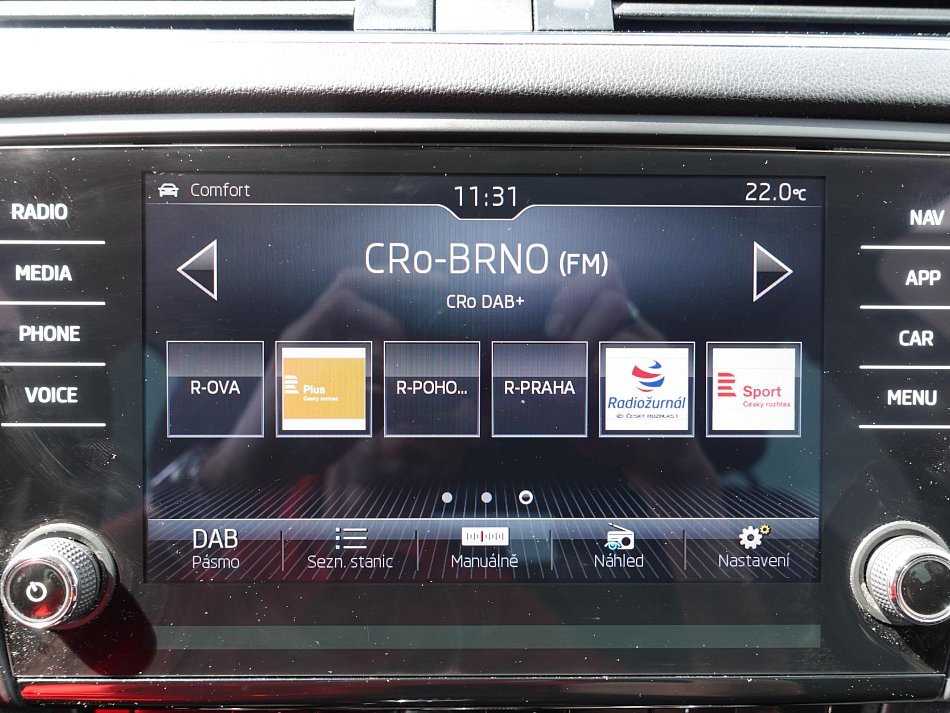 Comfort
11:31
22.0°C
RADIO
MEDIA
PHONE
VOICE
NAV
APP
CAR
MENU
CRo-BRNO (FM)
CRo DAB+
R-OVA
Plus
Český rozhlas
R-POHO...
R-PRAHA
Radiožurnál
ČESKÝ ROZHLAS 1
Sport
Český rozhlas
DAB
Pásmo
Sezn. stanic
Manuálně
Náhled
Nastavení